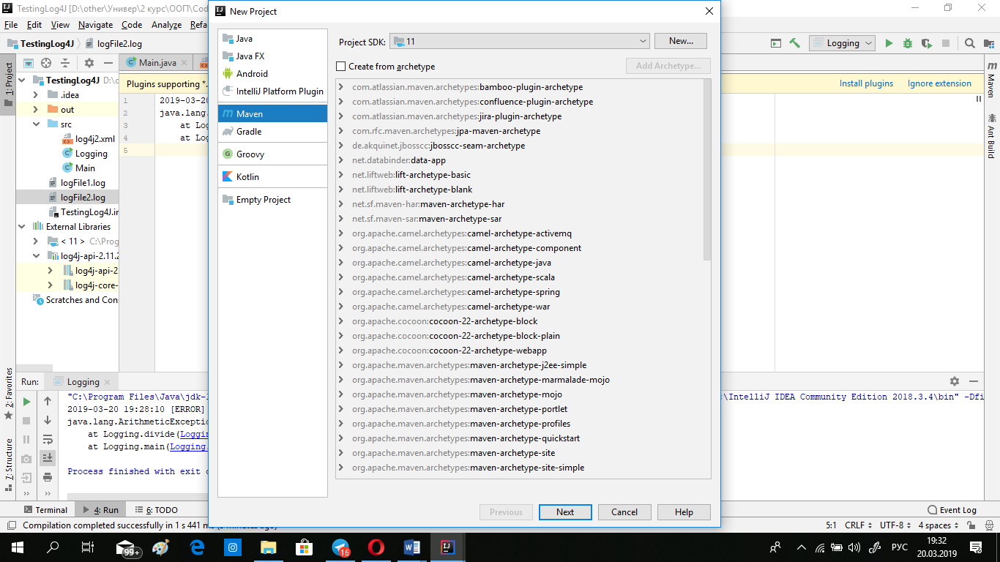 TestingLog4J [D:\other\Универ\2 курс\ООП\Cod
New Project
File Edit View Navigate Code Analyze Refa
TestingLog4J logFile2.log
Logging
1: Project
Main.java
TestingLog4J D:\
.idea
out
src
log4j2.xml
Logging
Main
logFile1.log
logFile2.log
TestingLog4J.i
External Libraries
< 11 > C:\Prog
log4j-api-2.11.2
log4j-api-2
log4j-core-
Scratches and Con
Plugins supporting *.
Install plugins Ignore extension
1 2019-03-20
2 java.lang.
3 at Log
4 at Log
5
Java
Java FX
Android
IntelliJ Platform Plugin
Maven
Gradle
Groovy
Kotlin
Empty Project
Project SDK: 11 New...
Create from archetype Add Archetype...
com.atlassian.maven.archetypes:bamboo-plugin-archetype
com.atlassian.maven.archetypes:confluence-plugin-archetype
com.atlassian.maven.archetypes:jira-plugin-archetype
com.rfc.maven.archetypes:jpa-maven-archetype
de.akquinet.jbosscc:jbosscc-seam-archetype
net.databinder:data-app
net.liftweb:lift-archetype-basic
net.liftweb:lift-archetype-blank
net.sf.maven-har:maven-archetype-har
net.sf.maven-sar:maven-archetype-sar
org.apache.camel.archetypes:camel-archetype-activemq
org.apache.camel.archetypes:camel-archetype-component
org.apache.camel.archetypes:camel-archetype-java
org.apache.camel.archetypes:camel-archetype-scala
org.apache.camel.archetypes:camel-archetype-spring
org.apache.camel.archetypes:camel-archetype-war
org.apache.cocoon:cocoon-22-archetype-block
org.apache.cocoon:cocoon-22-archetype-block-plain
org.apache.cocoon:cocoon-22-archetype-webapp
org.apache.maven.archetypes:maven-archetype-j2ee-simple
org.apache.maven.archetypes:maven-archetype-marmalade-mojo
org.apache.maven.archetypes:maven-archetype-mojo
org.apache.maven.archetypes:maven-archetype-portlet
org.apache.maven.archetypes:maven-archetype-profiles
org.apache.maven.archetypes:maven-archetype-quickstart
org.apache.maven.archetypes:maven-archetype-site
org.apache.maven.archetypes:maven-archetype-site-simple
Previous Next Cancel Help
Maven
Ant Build
2: Favorites
7: Structure
Run: Logging
"C:\Program Files\Java\jdk- \IntelliJ IDEA Community Edition 2018.3.4\bin" -Dfi
2019-03-20 19:28:10 [ERROR]
java.lang.ArithmeticExceptio
at Logging.divide(Logging
at Logging.main(Logging.
Process finished with exit
Terminal 4: Run 6: TODO Event Log
Compilation completed successfully in 1 s 441 5:1 CRLF UTF-8 4 spaces
99+ 16 РУС 19:32
20.03.2019